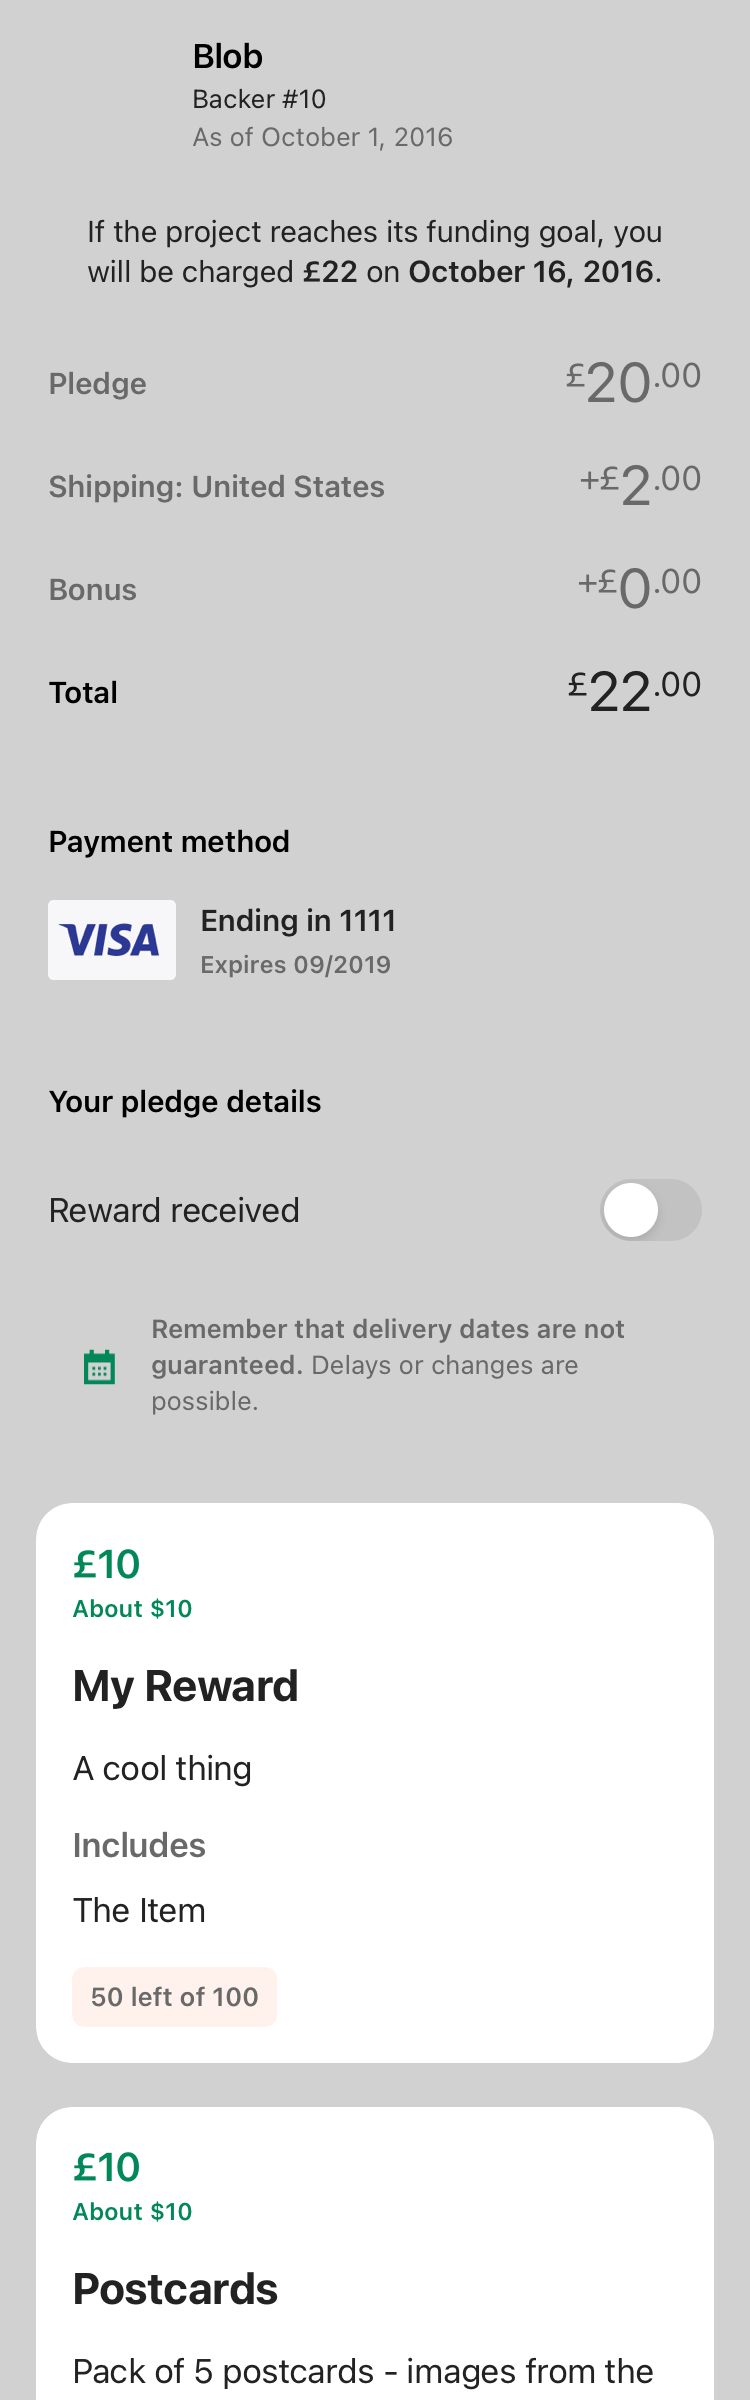 Blob
Backer #10
As of October 1, 2016
If the project reaches its funding goal, you
will be charged £22 on October 16, 2016.
Pledge £20.00
Shipping: United States +£2.00
Bonus +£0.00
Total £22.00
Payment method
VISA
Ending in 1111
Expires 09/2019
Your pledge details
Reward received
Remember that delivery dates are not
guaranteed. Delays or changes are
possible.
£10
About $10
My Reward
A cool thing
Includes
The Item
50 left of 100
£10
About $10
Postcards
Pack of 5 postcards - images from the